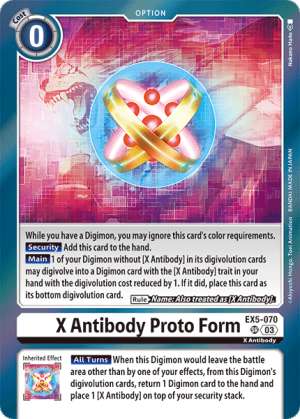 OPTION
0
While you have a Digimon, you may ignore this card's color requirements.
Security Add this card to the hand.
Main 1 of your Digimon without [X Antibody] in its digivolution cards
may digivolve into a Digimon card with the [X Antibody] trait in your
hand with the digivolution cost reduced by 1. If it did, place this card as
its bottom digivolution card.
Rule Name: Also treated as [X Antibody].
X Antibody Proto Form
EX5-070
03
X Antibody
Inherited Effect
All Turns When this Digimon would leave the battle
area other than by one of your effects, from this Digimon's
digivolution cards, return 1 Digimon card to the hand and
place 1 [X Antibody] on top of your security stack.